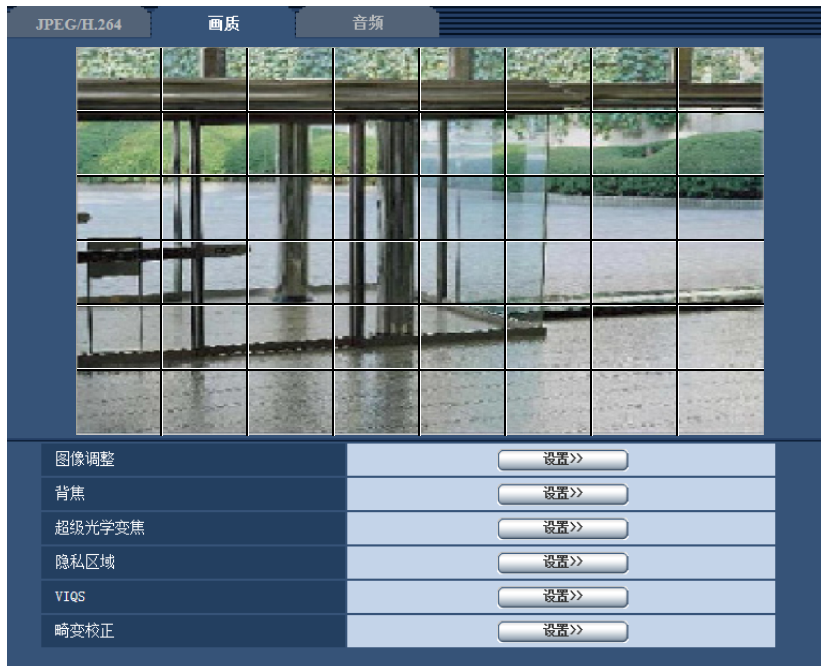 JPEG/H.264 画质 音频
图像调整 设置>>
背焦 设置>>
超级光学变焦 设置>>
隐私区域 设置>>
VIQS 设置>>
畸变校正 设置>>